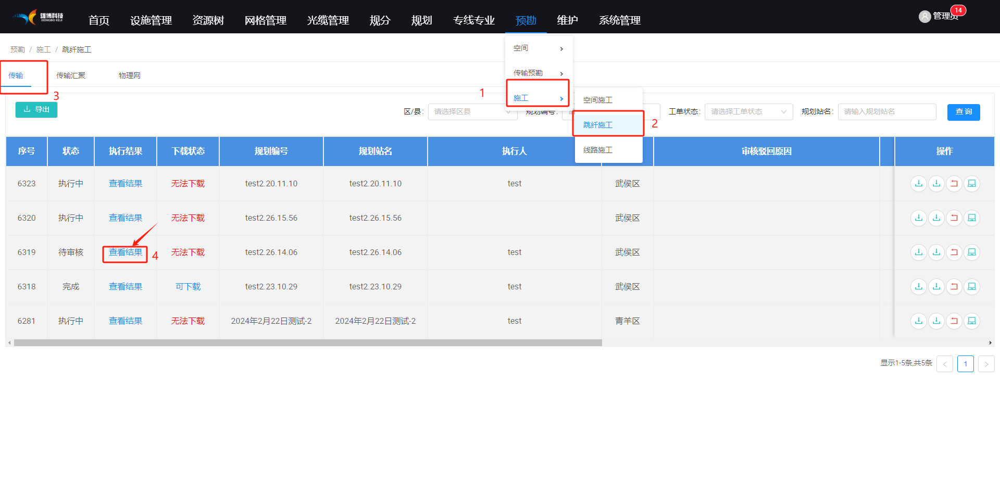 雄博科技
XIONGBO KEJI
首页 设施管理 资源树 网格管理 光缆管理 规分 规划 专线专业 预勘 维护 系统管理
管理员 14
预勘 / 施工 / 跳纤施工
传输 传输汇聚 物理网
空间
传输预勘
施工
空间施工
跳纤施工
线路施工
1
2
3
导出
区/县: 请选择区县 规划编号: 工单状态: 请选择工单状态 规划站名: 请输入规划站名 查 询
序号 状态 执行结果 下载状态 规划编号 规划站名 执行人 审核驳回原因 操作
6323 执行中 查看结果 无法下载 test2.20.11.10 test2.20.11.10 test 武侯区
6320 执行中 查看结果 无法下载 test2.26.15.56 test2.26.15.56 武侯区
6319 待审核 查看结果 4 无法下载 test2.26.14.06 test2.26.14.06 test 武侯区
6318 完成 查看结果 可下载 test2.23.10.29 test2.23.10.29 test 武侯区
6281 执行中 查看结果 无法下载 2024年2月22日测试-2 2024年2月22日测试-2 test 青羊区
显示1-5条,共5条 < 1 >